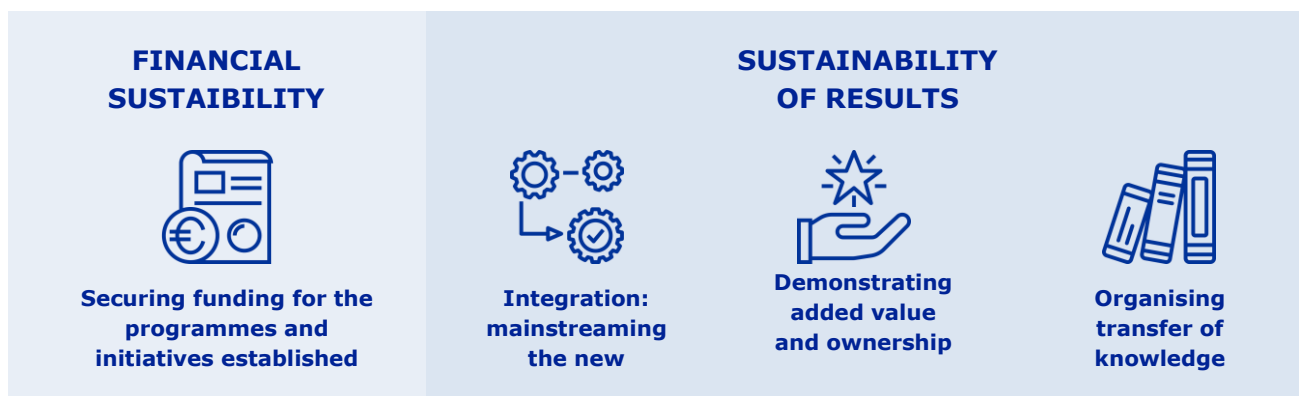 FINANCIAL
SUSTAIBILITY
Securing funding for the
programmes and
initiatives established
SUSTAINABILITY
OF RESULTS
Integration:
mainstreaming
the new
Demonstrating
added value
and ownership
Organising
transfer of
knowledge